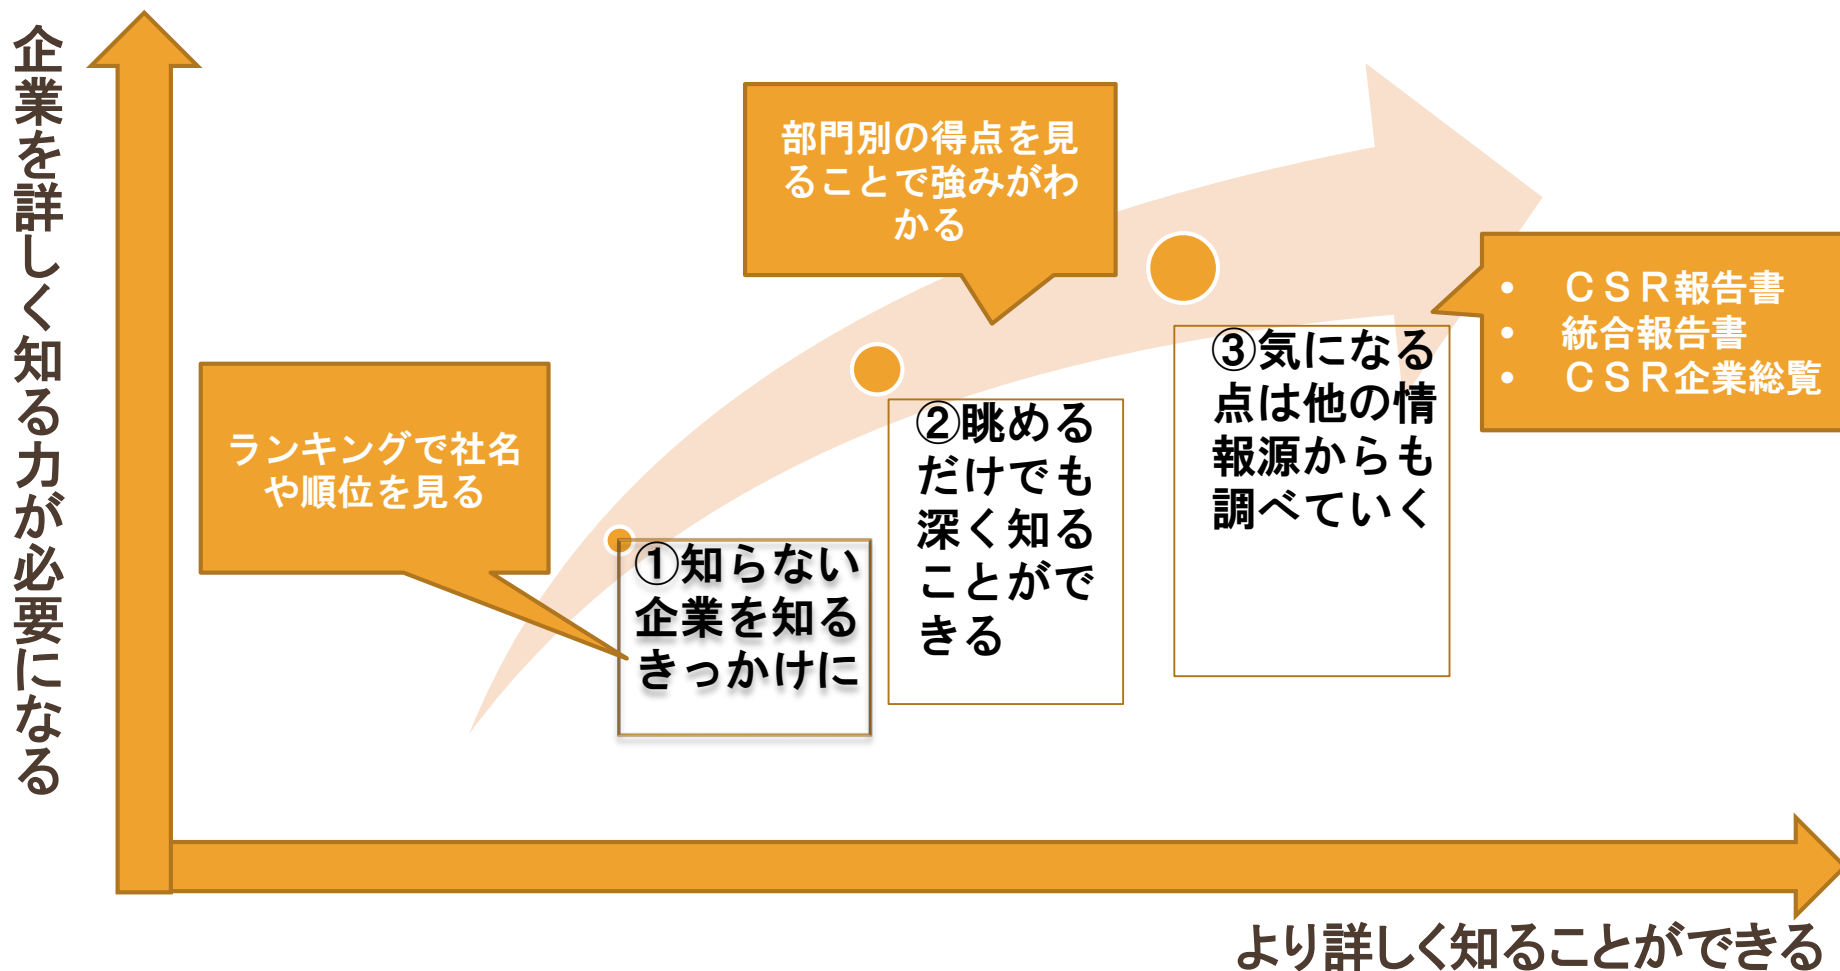 企業を詳しく知る力が必要になる
部門別の得点を見
ることで強みがわ
かる
• ＣＳＲ報告書
• 統合報告書
• ＣＳＲ企業総覧
ランキングで社名
や順位を見る
①知らない
企業を知る
きっかけに
②眺める
だけでも
深く知る
ことがで
きる
③気になる
点は他の情
報源からも
調べていく
より詳しく知ることができる